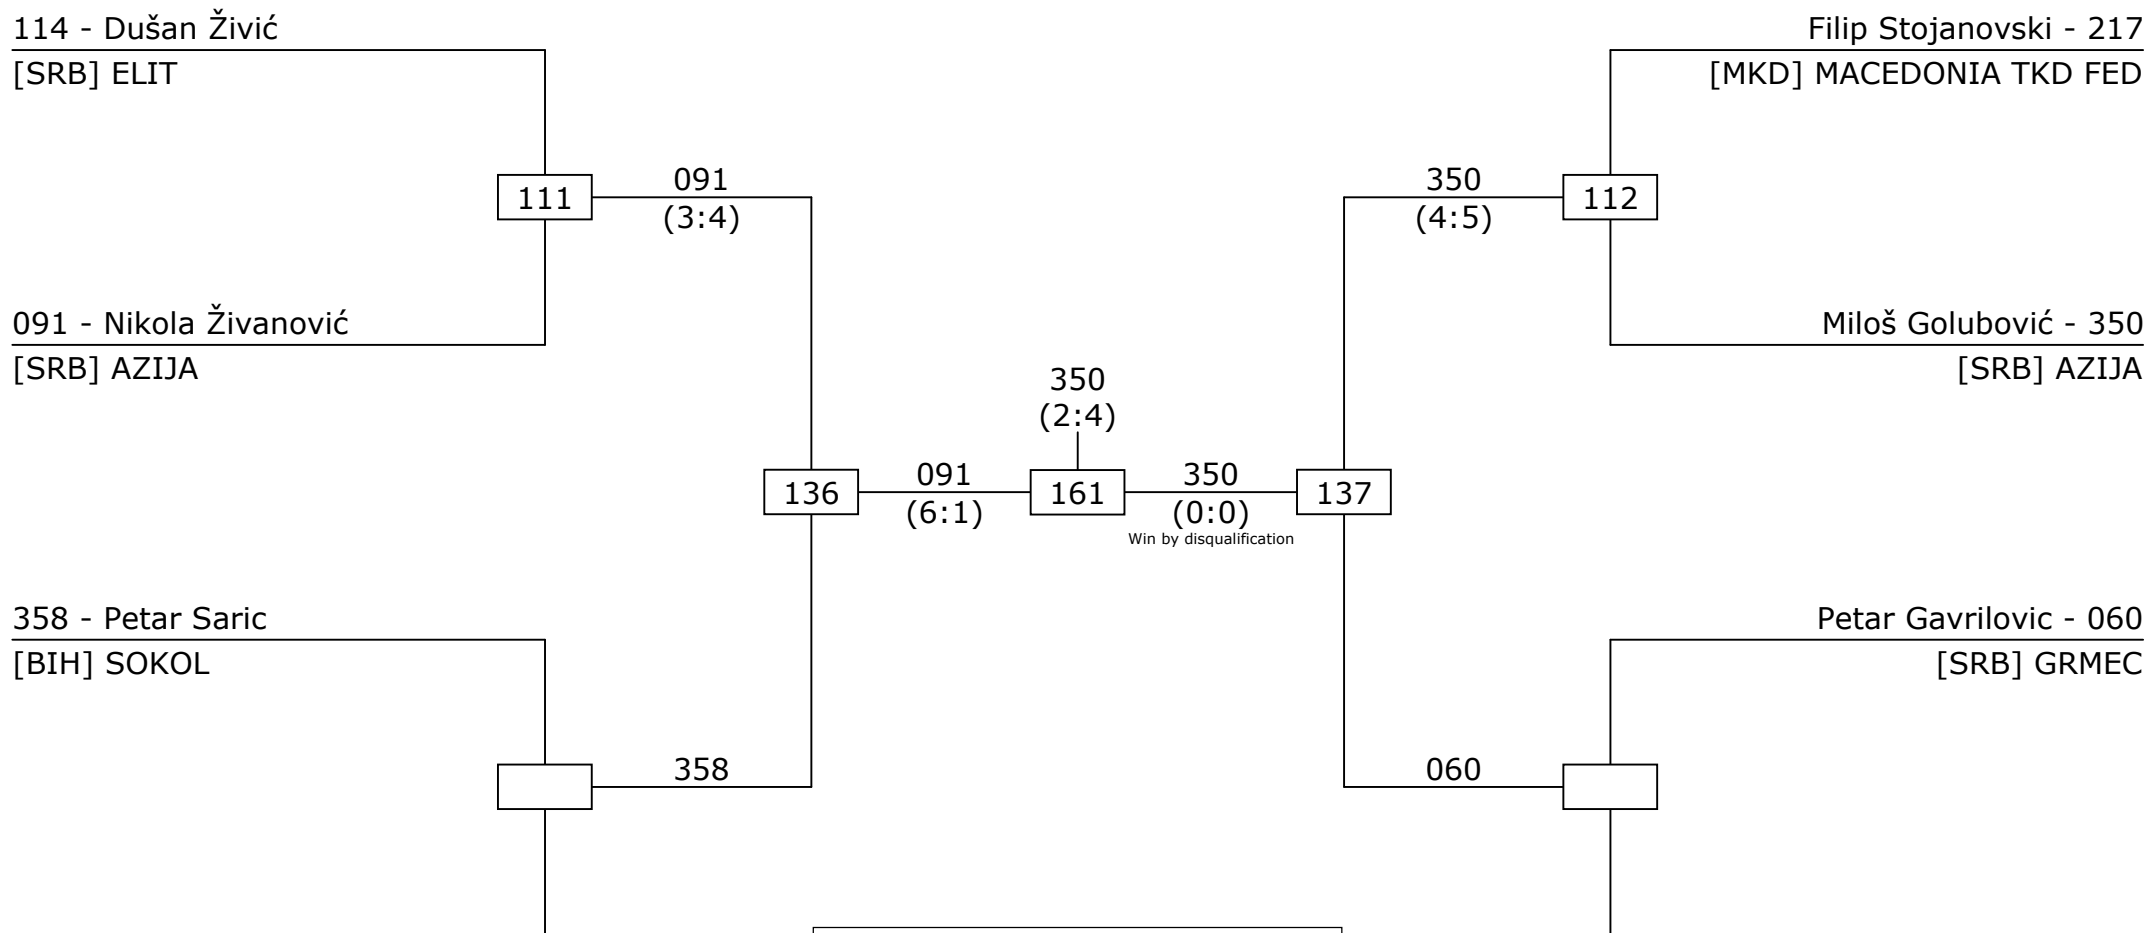 114 - Dušan Živić
[SRB] ELIT
Filip Stojanovski - 217
[MKD] MACEDONIA TKD FED
111
091
(3:4)
350
(4:5)
112
091 - Nikola Živanović
[SRB] AZIJA
Miloš Golubović - 350
[SRB] AZIJA
350
(2:4)
136
091
(6:1)
161
350
(0:0)
Win by disqualification
137
358 - Petar Saric
[BIH] SOKOL
Petar Gavrilovic - 060
[SRB] GRMEC
358
060